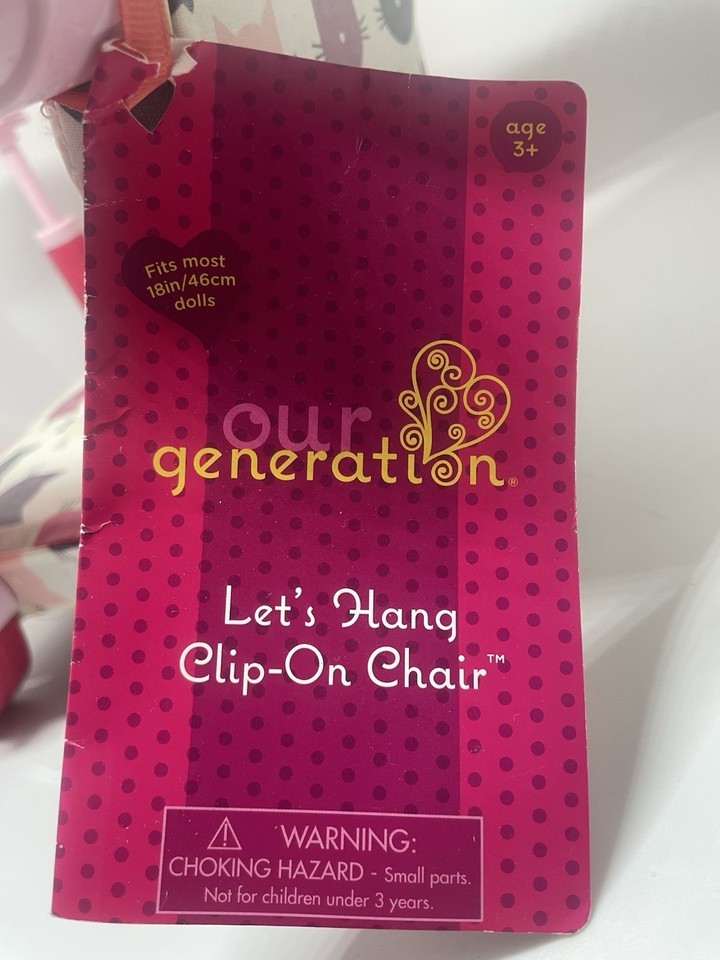 age
3+
Fits most
18in/46cm
dolls
our
generation®
Let's Hang
Clip-On Chair™
⚠ WARNING:
CHOKING HAZARD - Small parts.
Not for children under 3 years.